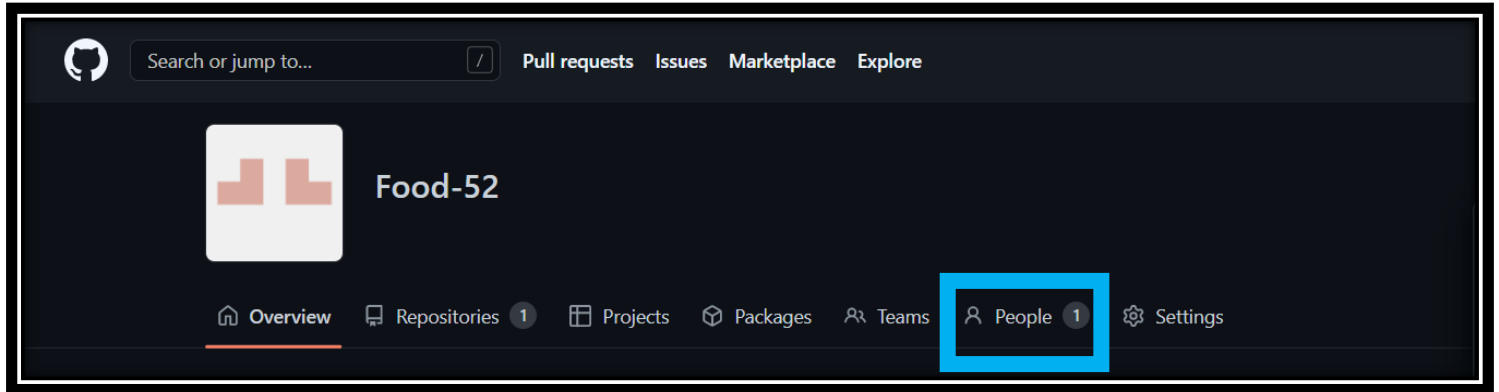 Search or jump to... / Pull requests Issues Marketplace Explore
Food-52
Overview Repositories 1 Projects Packages Teams People 1 Settings